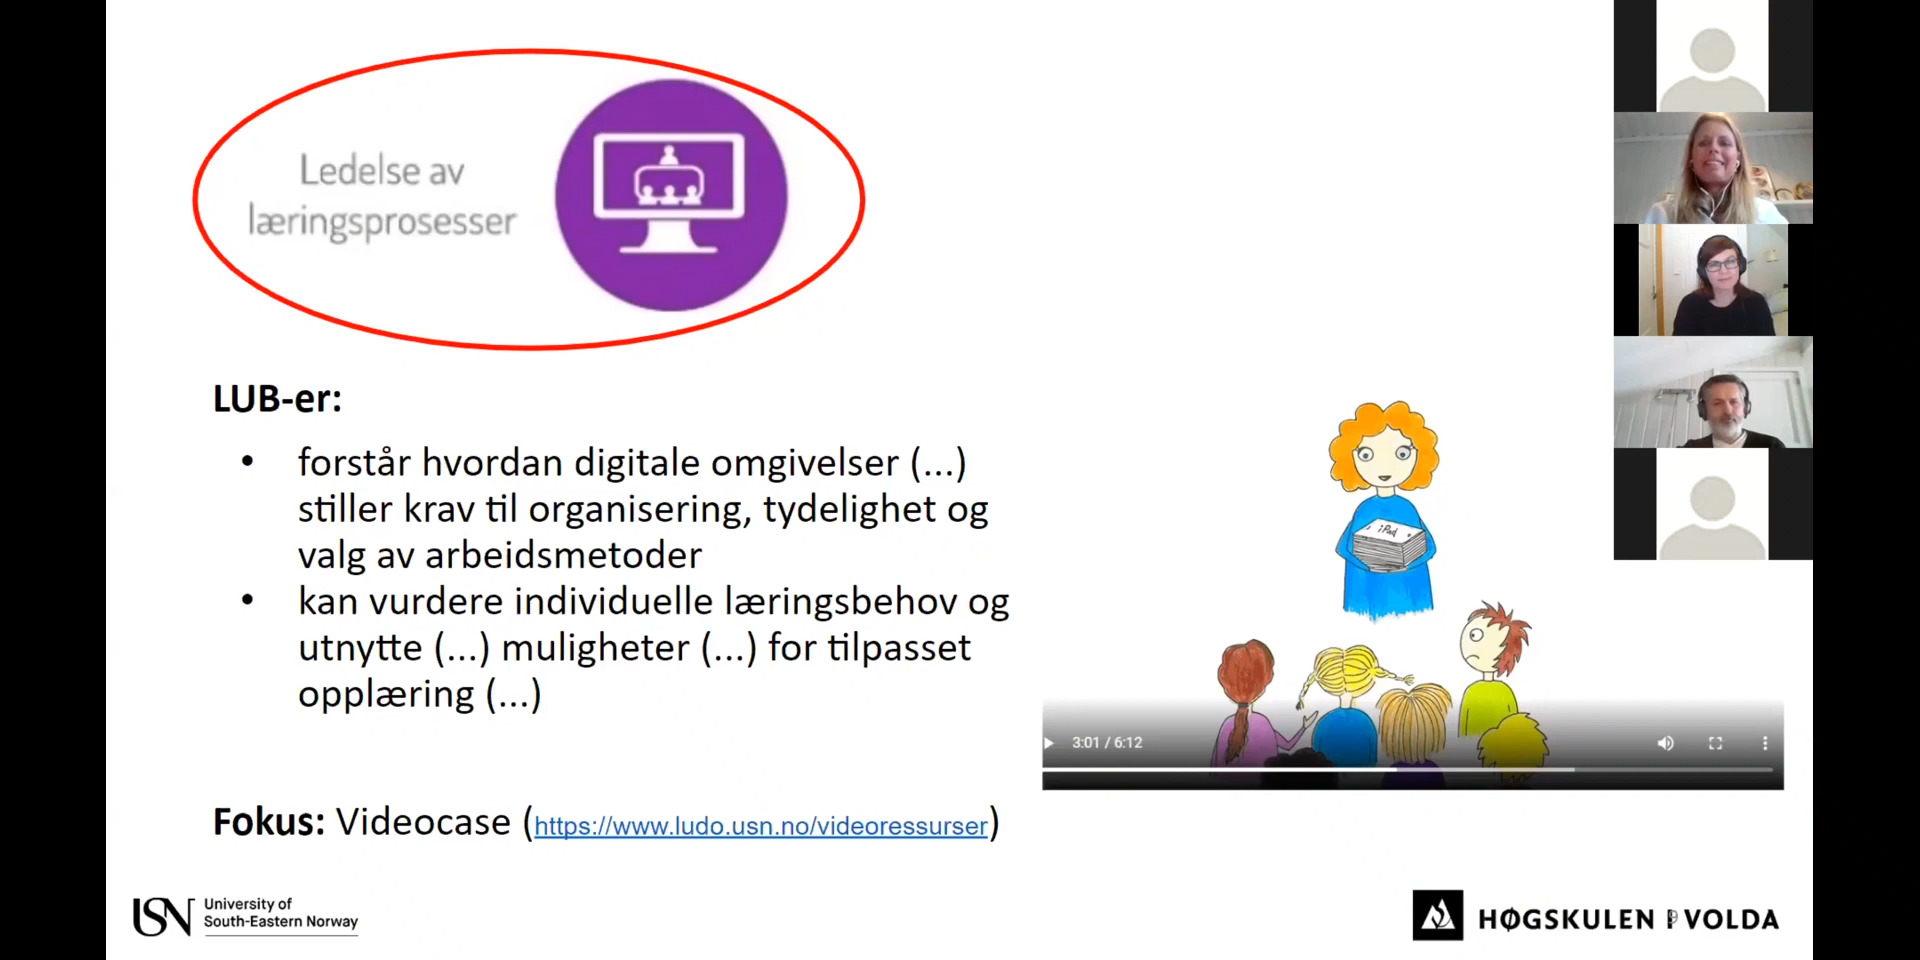 Ledelse av
læringsprosesser
LUB-er:
• forstår hvordan digitale omgivelser (...)
stiller krav til organisering, tydelighet og
valg av arbeidsmetoder
• kan vurdere individuelle læringsbehov og
utnytte (...) muligheter (...) for tilpasset
opplæring (...)
Fokus: Videocase (https://www.ludo.usn.no/videoressurser)
iPad
3:01 / 6:12
USN University of
South-Eastern Norway
HØGSKULEN I VOLDA